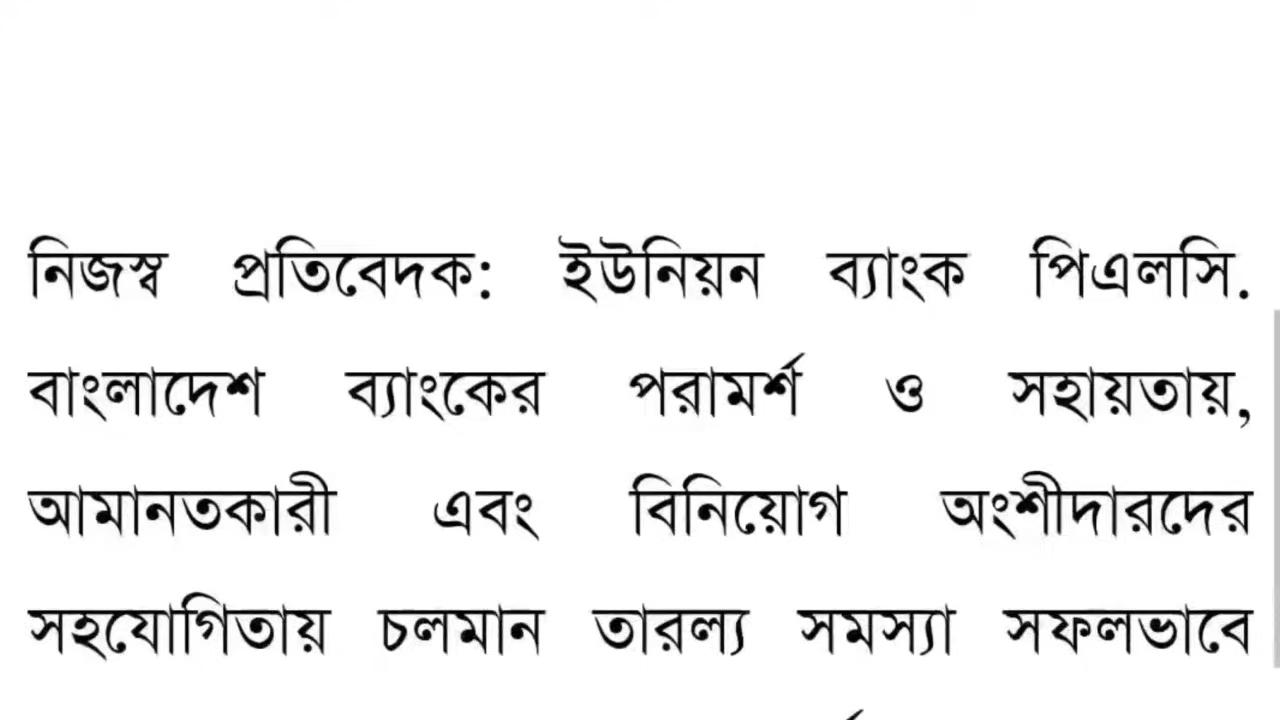 নিজস্ব প্রতিবেদক: ইউনিয়ন ব্যাংক পিএলসি.
বাংলাদেশ ব্যাংকের পরামর্শ ও সহায়তায়,
আমানতকারী এবং বিনিয়োগ অংশীদারদের
সহযোগিতায় চলমান তারল্য সমস্যা সফলভাবে